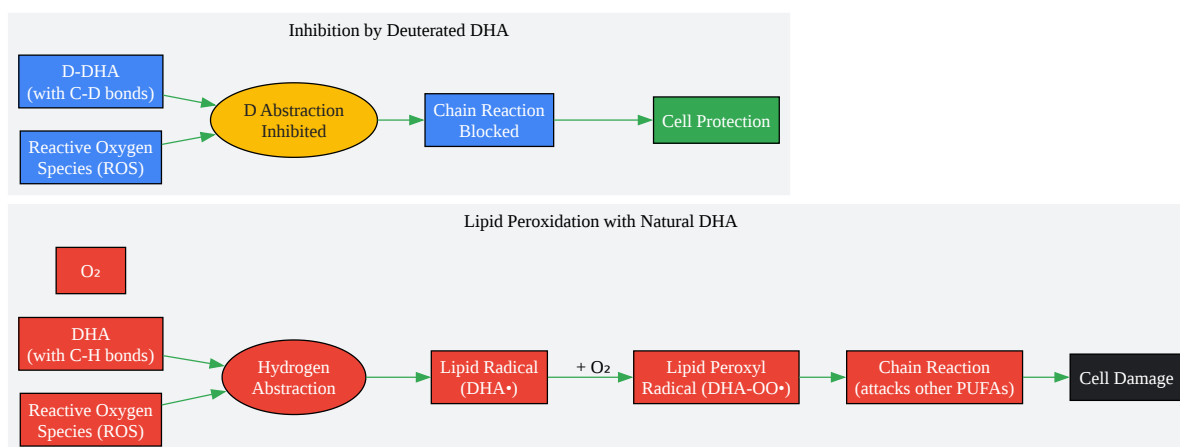 Inhibition by Deuterated DHA
D-DHA
(with C-D bonds)
Reactive Oxygen
Species (ROS)
D Abstraction
Inhibited
Chain Reaction
Blocked
Cell Protection
Lipid Peroxidation with Natural DHA
O₂
DHA
(with C-H bonds)
Reactive Oxygen
Species (ROS)
Hydrogen
Abstraction
Lipid Radical
(DHA•)
+ O₂
Lipid Peroxyl
Radical (DHA-OO•)
Chain Reaction
(attacks other PUFAs)
Cell Damage